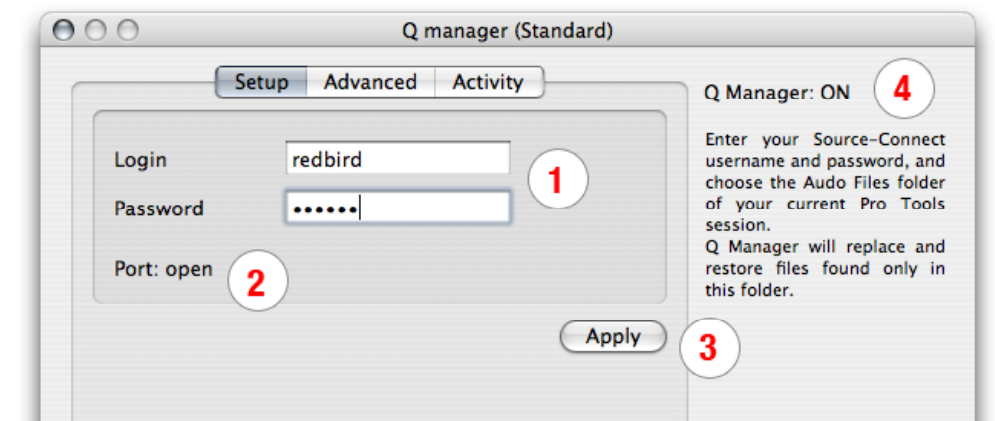 Q manager (Standard)
Setup Advanced Activity
Login redbird
1
Password ••••••
Port: open
2
Apply
3
Q Manager: ON
4
Enter your Source-Connect
username and password, and
choose the Audo Files folder
of your current Pro Tools
session.
Q Manager will replace and
restore files found only in
this folder.